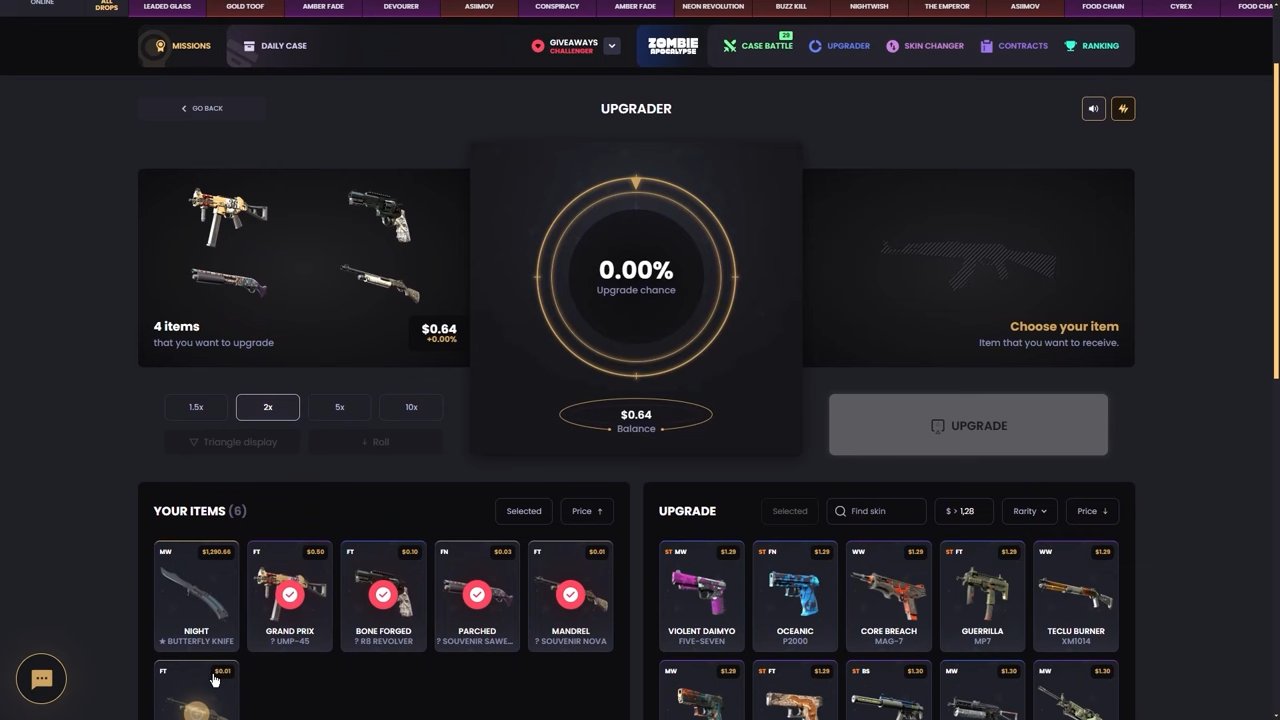 ONLINE
ALL
DROPS
LEADED GLASS
GOLD TOOF
AMBER FADE
DEVOURER
ASIIMOV
CONSPIRACY
AMBER FADE
NEON REVOLUTION
BUZZ KILL
NIGHTWISH
THE EMPEROR
ASIIMOV
FOOD CHAIN
CYREX
FOOD CHA
MISSIONS
DAILY CASE
GIVEAWAYS
CHALLENGER
ZOMBIE
APOCALYPSE
29
CASE BATTLE
UPGRADER
SKIN CHANGER
CONTRACTS
RANKING
GO BACK
UPGRADER
0.00%
Upgrade chance
4 items
that you want to upgrade
$0.64
+0.00%
Choose your item
Item that you want to receive.
1.5x
2x
5x
10x
Triangle display
Roll
$0.64
Balance
UPGRADE
YOUR ITEMS (6)
Selected
Price ↑
MW
$1,290.66
NIGHT
★ BUTTERFLY KNIFE
FT
$0.50
GRAND PRIX
? UMP-45
FT
$0.10
BONE FORGED
? R8 REVOLVER
FN
$0.03
PARCHED
? SOUVENIR SAWE...
FT
$0.01
MANDREL
? SOUVENIR NOVA
FT
$0.01
UPGRADE
Selected
Find skin
$ > 1,28
Rarity
Price ↓
ST MW
$1.29
VIOLENT DAIMYO
FIVE-SEVEN
ST FN
$1.29
OCEANIC
P2000
WW
$1.29
CORE BREACH
MAG-7
ST FT
$1.29
GUERRILLA
MP7
WW
$1.29
TECLU BURNER
XM1014
MW
$1.29
ST FT
$1.29
ST BS
$1.30
MW
$1.30
WW
$1.30